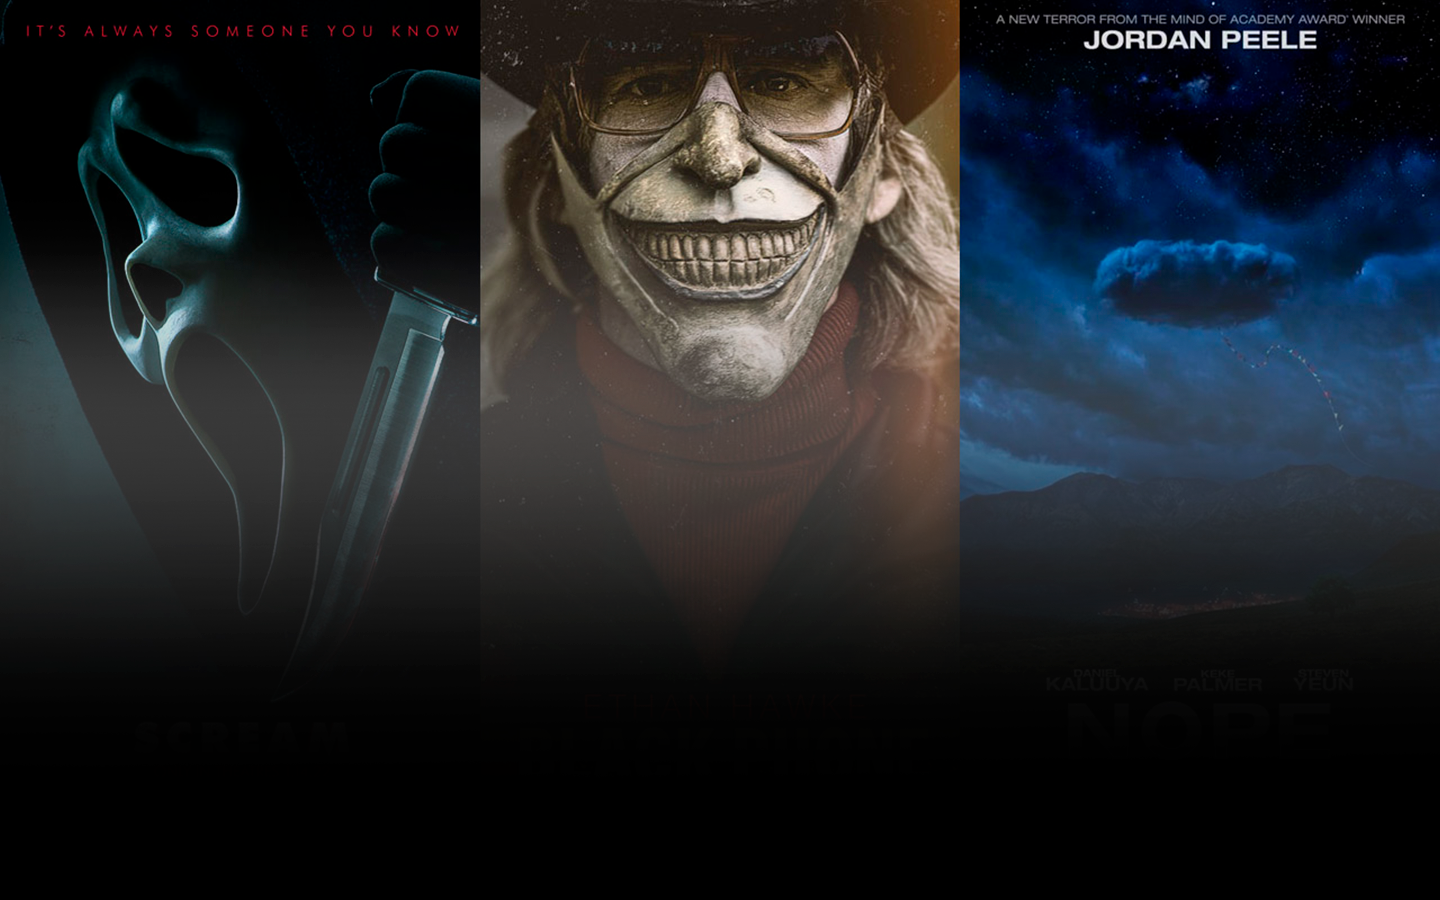 IT'S ALWAYS SOMEONE YOU KNOW
A NEW TERROR FROM THE MIND OF ACADEMY AWARD® WINNER
JORDAN PEELE
DANIEL KALUUYA
KEKE PALMER
STEVEN YEUN
SCREAM
NOPE